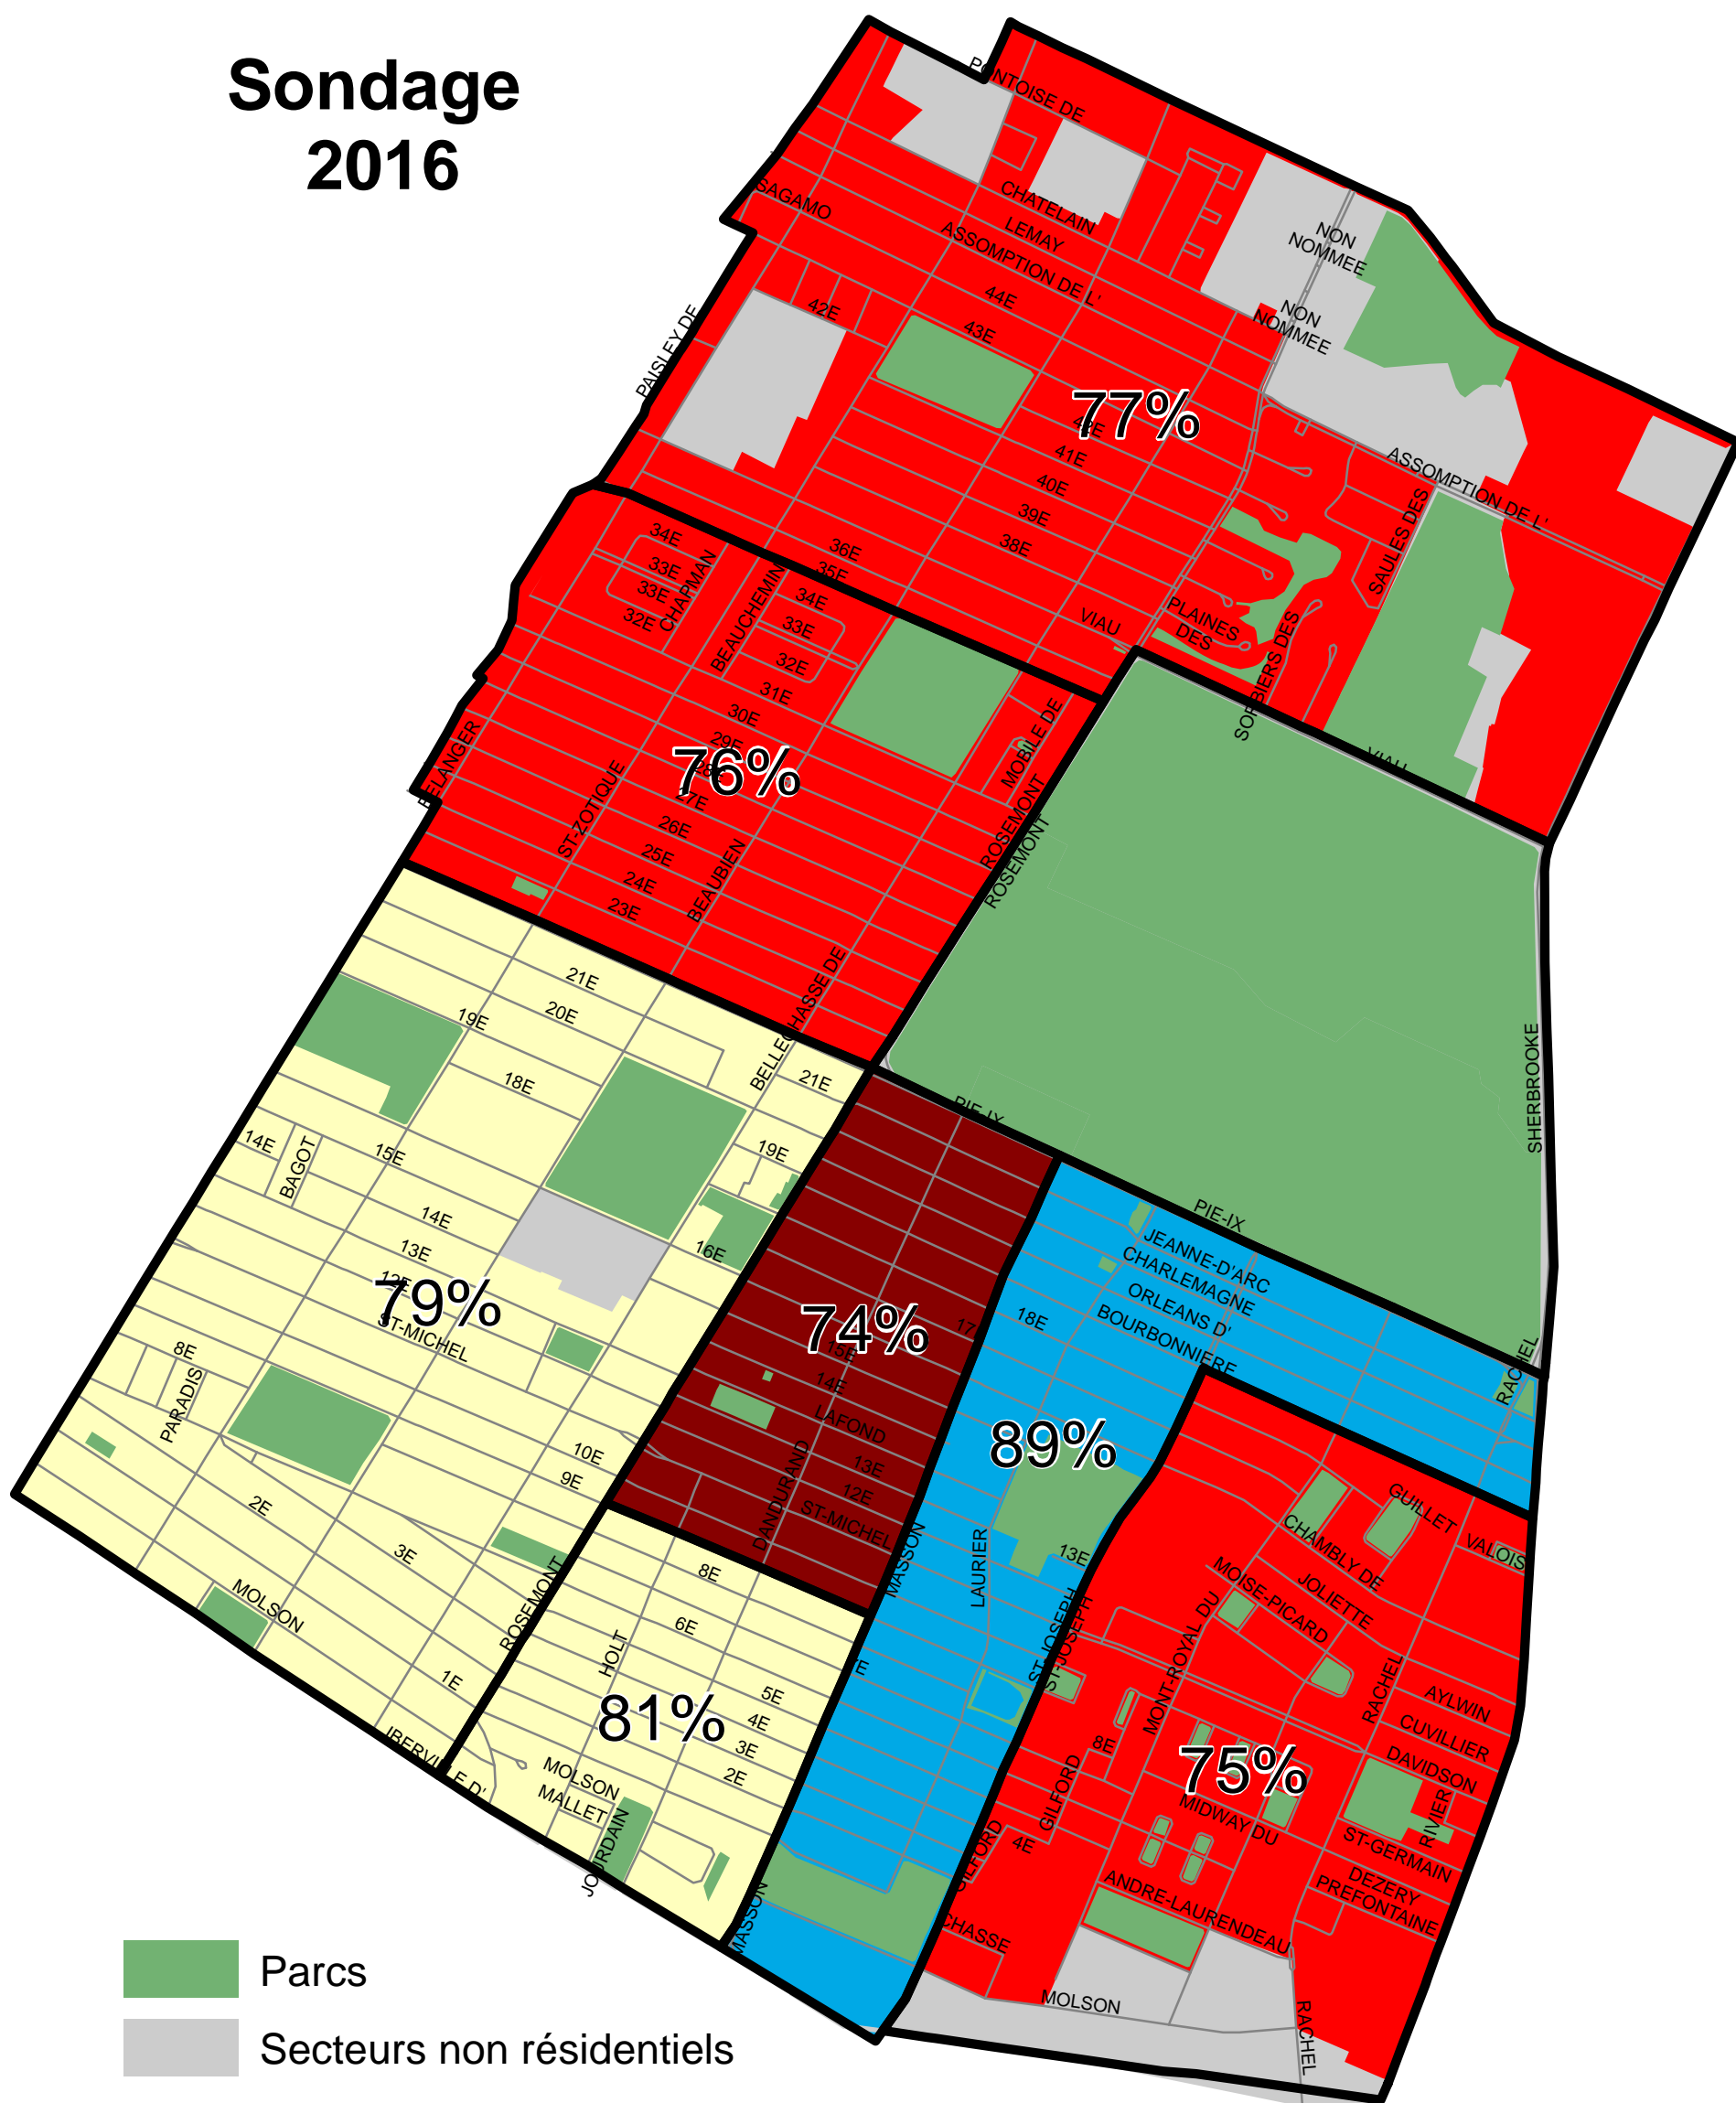 Sondage
2016
PONTOISE DE
SAGAMO
CHATELAIN
LEMAY
ASSOMPTION DE L'
NON
NOMMEE
NON
NOMMEE
44E
43E
42E
PAISLEY DE
77%
42E
41E
40E
39E
38E
ASSOMPTION DE L'
SAULES DES
36E
35E
34E
33E
33E
32E
CHAPMAN
BEAUCHEMIN
34E
33E
32E
VIAU
PLAINES
DES
SORBIERS DES
VIAU
31E
30E
29E
28E
76%
27E
26E
25E
24E
23E
BELANGER
ST-ZOTIQUE
BEAUBIEN
MOBILE DE
ROSEMONT
ROSEMONT
BELLECHASSE DE
21E
20E
19E
18E
21E
19E
PIE-IX
SHERBROOKE
14E
BAGOT
15E
14E
13E
12E
16E
79%
ST-MICHEL
8E
PARADIS
PIE-IX
JEANNE-D'ARC
CHARLEMAGNE
ORLEANS D'
BOURBONNIERE
18E
17
74%
15E
14E
LAFOND
13E
12E
ST-MICHEL
DANDURAND
MASSON
89%
RACHEL
10E
9E
2E
3E
MOLSON
1E
ROSEMONT
IBERVILLE D'
8E
6E
HOLT
81%
5E
4E
3E
2E
MOLSON
MALLET
JOURDAIN
MASSON
LAURIER
13E
ST-JOSEPH
ST-JOSEPH
GUILLET
VALOIS
CHAMBLY DE
JOLIETTE
MOISE-PICARD
MONT-ROYAL DU
RACHEL
AYLWIN
CUVILLIER
DAVIDSON
8E
75%
GILFORD
MIDWAY DU
RIVIER
4E
GILFORD
ST-GERMAIN
DEZERY
PREFONTAINE
ANDRE-LAURENDEAU
CHASSE
MOLSON
RACHEL
Parcs
Secteurs non résidentiels